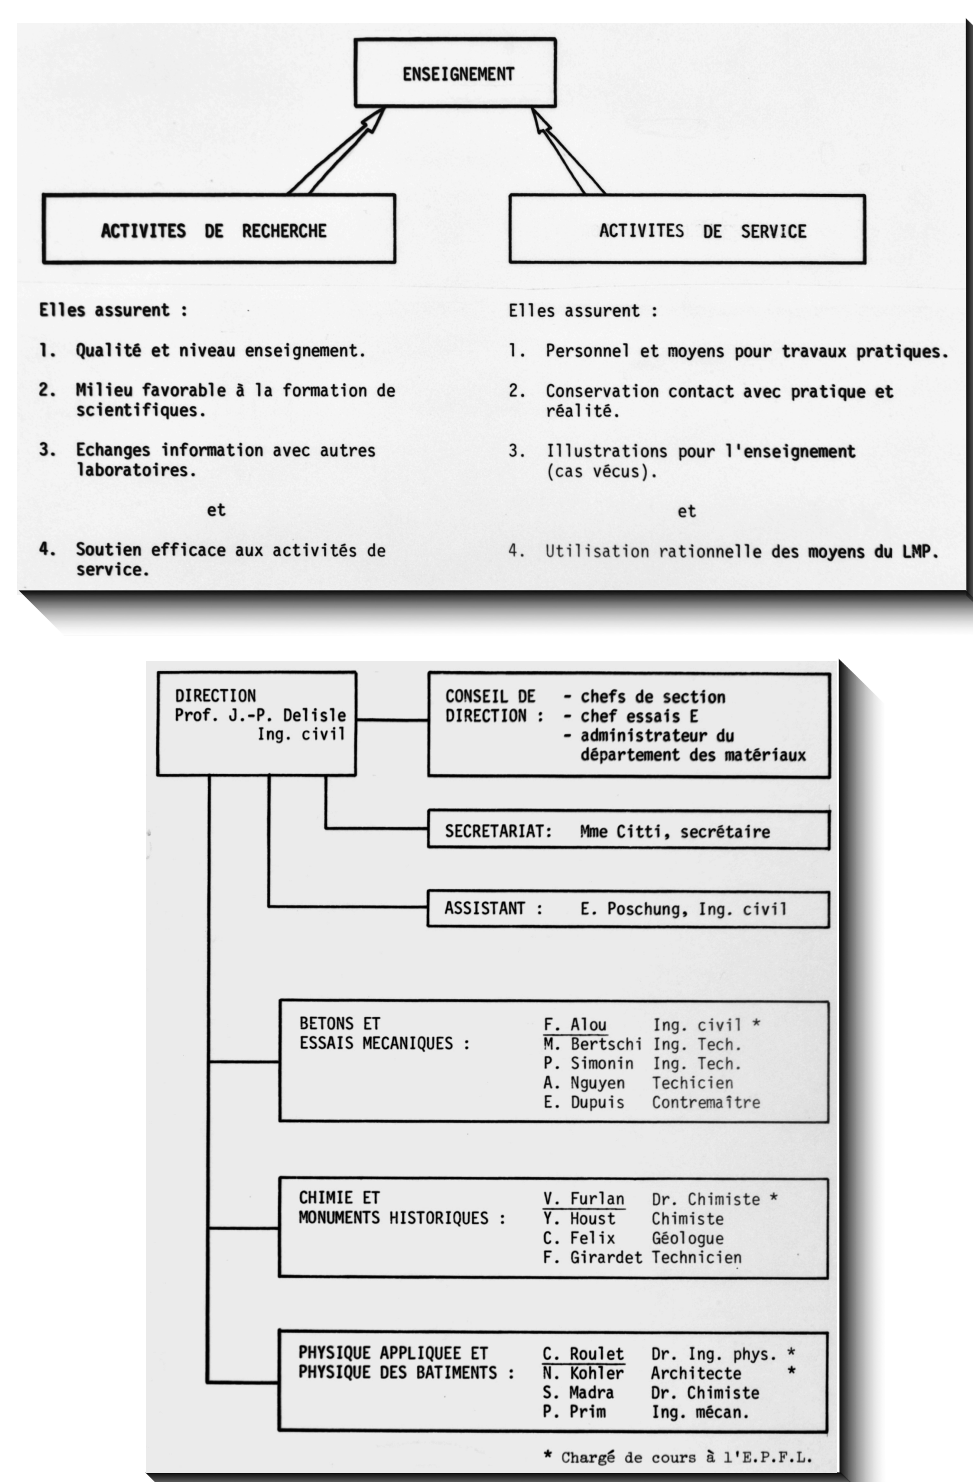 ENSEIGNEMENT
ACTIVITES DE RECHERCHE
Elles assurent :
1. Qualité et niveau enseignement.
2. Milieu favorable à la formation de
scientifiques.
3. Echanges information avec autres
laboratoires.
et
4. Soutien efficace aux activités de
service.
ACTIVITES DE SERVICE
Elles assurent :
1. Personnel et moyens pour travaux pratiques.
2. Conservation contact avec pratique et
réalité.
3. Illustrations pour l'enseignement
(cas vécus).
et
4. Utilisation rationnelle des moyens du LMP.
DIRECTION
Prof. J.-P. Delisle
Ing. civil
CONSEIL DE - chefs de section
DIRECTION : - chef essais E
- administrateur du
département des matériaux
SECRETARIAT: Mme Citti, secrétaire
ASSISTANT : E. Poschung, Ing. civil
BETONS ET F. Alou Ing. civil *
ESSAIS MECANIQUES : M. Bertschi Ing. Tech.
P. Simonin Ing. Tech.
A. Nguyen Techicien
E. Dupuis Contremaître
CHIMIE ET V. Furlan Dr. Chimiste *
MONUMENTS HISTORIQUES : Y. Houst Chimiste
C. Felix Géologue
F. Girardet Technicien
PHYSIQUE APPLIQUEE ET C. Roulet Dr. Ing. phys. *
PHYSIQUE DES BATIMENTS : N. Kohler Architecte *
S. Madra Dr. Chimiste
P. Prim Ing. mécan.
* Chargé de cours à l'E.P.F.L.